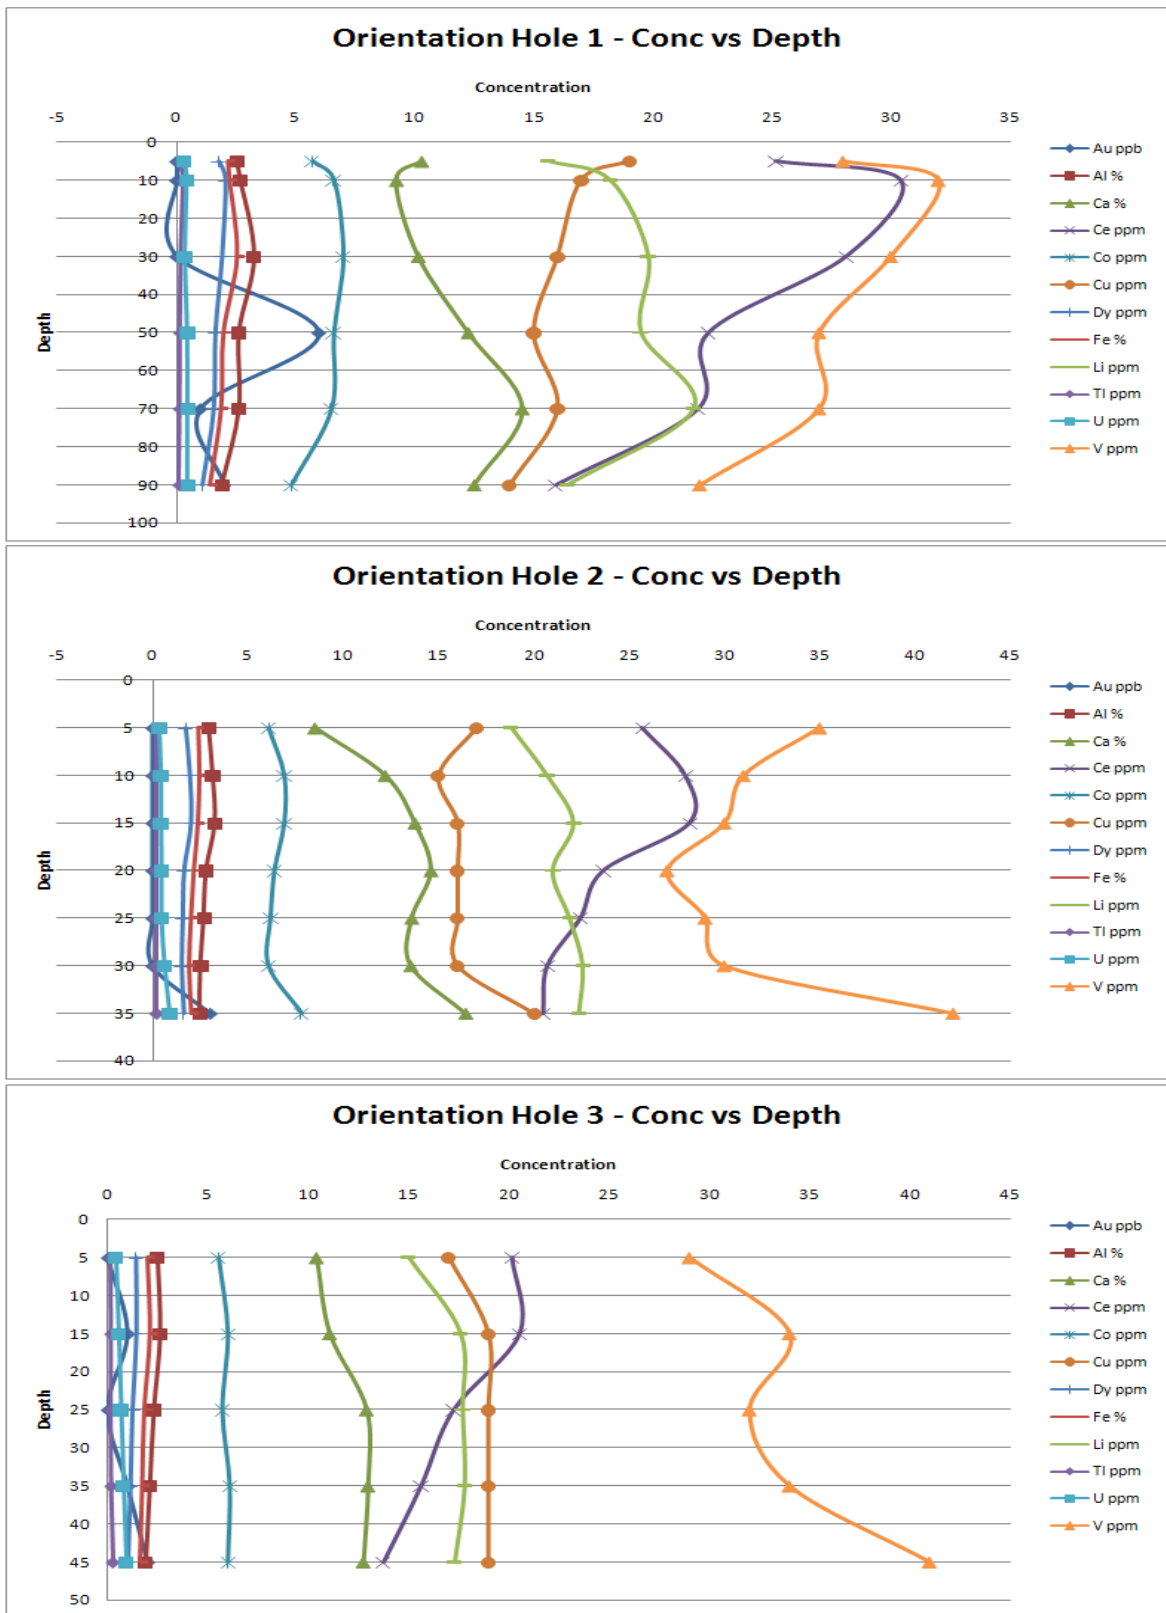 Orientation Hole 1 - Conc vs Depth
Concentration
-5 0 5 10 15 20 25 30 35
Depth
0
10
20
30
40
50
60
70
80
90
100
Au ppb
Al %
Ca %
Ce ppm
Co ppm
Cu ppm
Dy ppm
Fe %
Li ppm
Tl ppm
U ppm
V ppm
Orientation Hole 2 - Conc vs Depth
Concentration
-5 0 5 10 15 20 25 30 35 40 45
Depth
0
5
10
15
20
25
30
35
40
Au ppb
Al %
Ca %
Ce ppm
Co ppm
Cu ppm
Dy ppm
Fe %
Li ppm
Tl ppm
U ppm
V ppm
Orientation Hole 3 - Conc vs Depth
Concentration
0 5 10 15 20 25 30 35 40 45
Depth
0
5
10
15
20
25
30
35
40
45
50
Au ppb
Al %
Ca %
Ce ppm
Co ppm
Cu ppm
Dy ppm
Fe %
Li ppm
Tl ppm
U ppm
V ppm